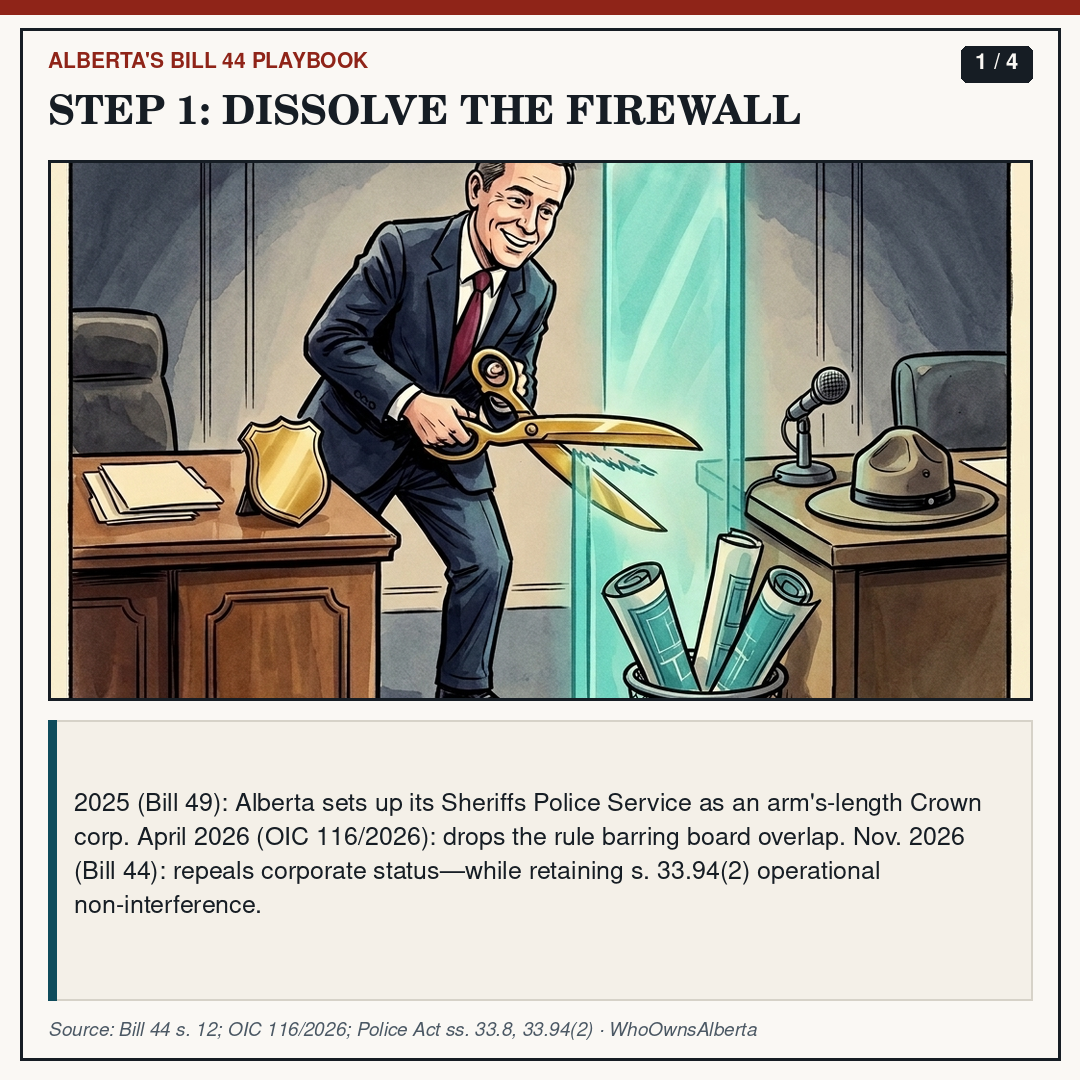 ALBERTA'S BILL 44 PLAYBOOK
1 / 4
STEP 1: DISSOLVE THE FIREWALL
2025 (Bill 49): Alberta sets up its Sheriffs Police Service as an arm's-length Crown
corp. April 2026 (OIC 116/2026): drops the rule barring board overlap. Nov. 2026
(Bill 44): repeals corporate status—while retaining s. 33.94(2) operational
non-interference.
Source: Bill 44 s. 12; OIC 116/2026; Police Act ss. 33.8, 33.94(2) · WhoOwnsAlberta